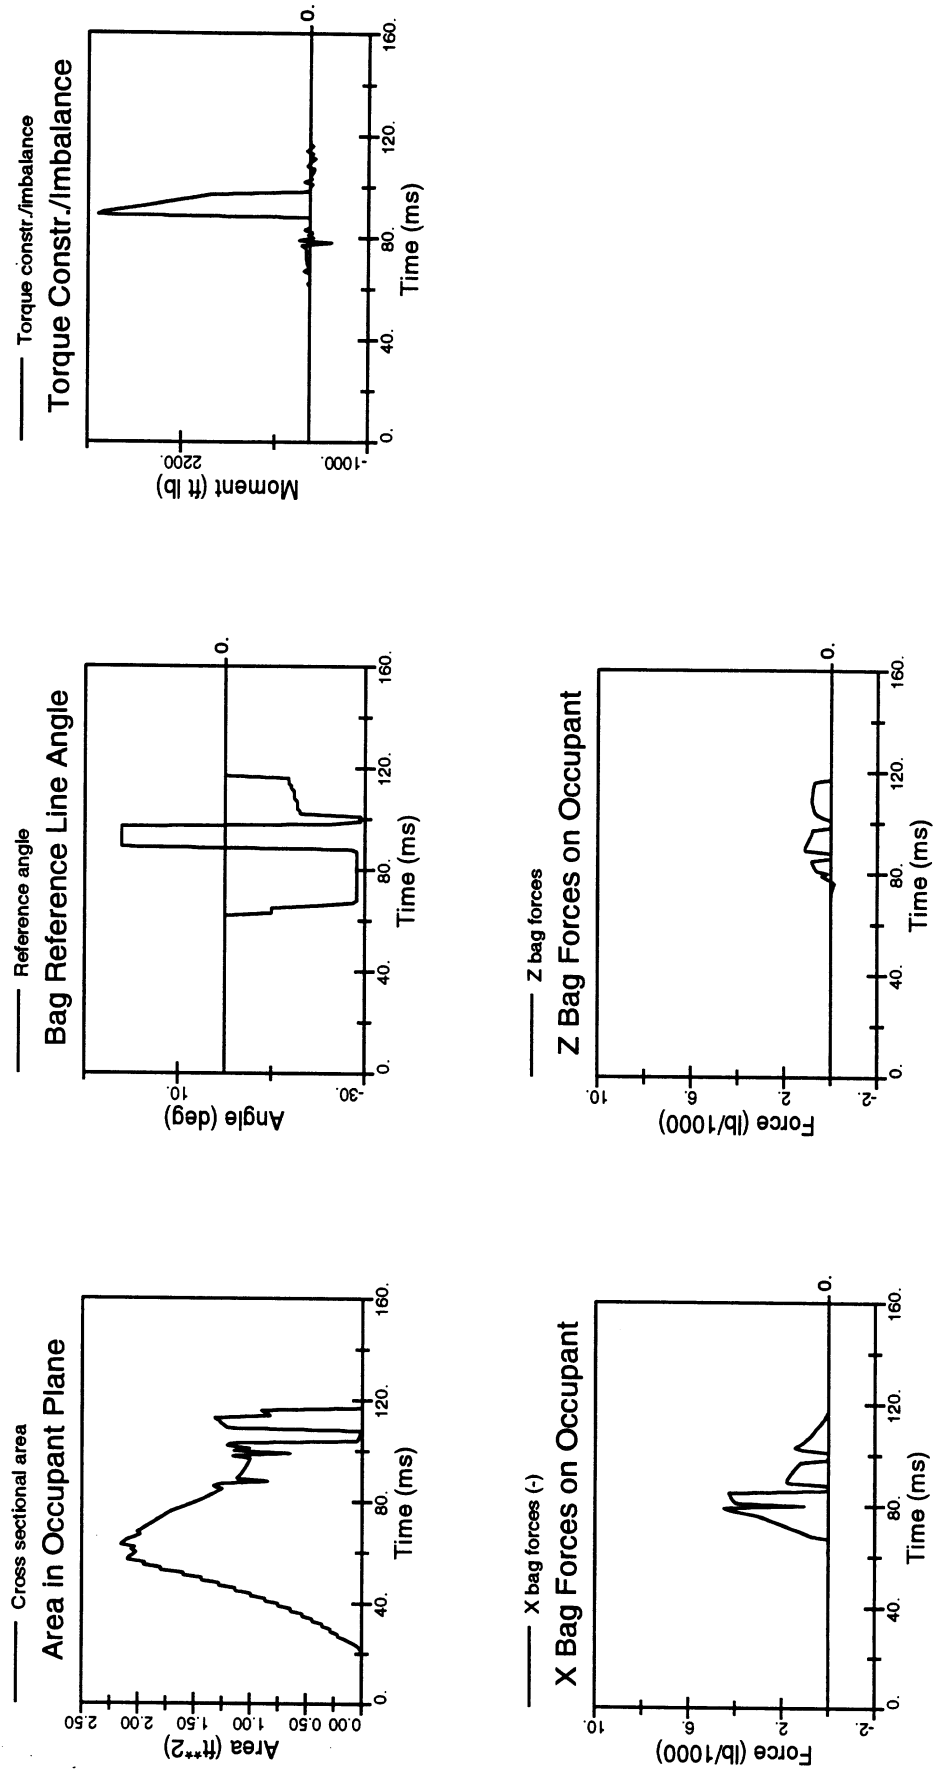 Cross sectional area
Area in Occupant Plane
Area (ft**2)
2.50
2.00
1.50
1.00
0.50
0.00
0.
40.
80.
120.
160.
Time (ms)
Reference angle
Bag Reference Line Angle
Angle (deg)
10.
-30.
0.
0.
40.
80.
120.
160.
Time (ms)
Torque constr./imbalance
Torque Constr./Imbalance
Moment (ft lb)
2200.
-1000.
0.
0.
40.
80.
120.
160.
Time (ms)
X bag forces (-)
X Bag Forces on Occupant
Force (lb/1000)
10.
6.
2.
-2.
0.
0.
40.
80.
120.
160.
Time (ms)
Z bag forces
Z Bag Forces on Occupant
Force (lb/1000)
10.
6.
2.
-2.
0.
0.
40.
80.
120.
160.
Time (ms)